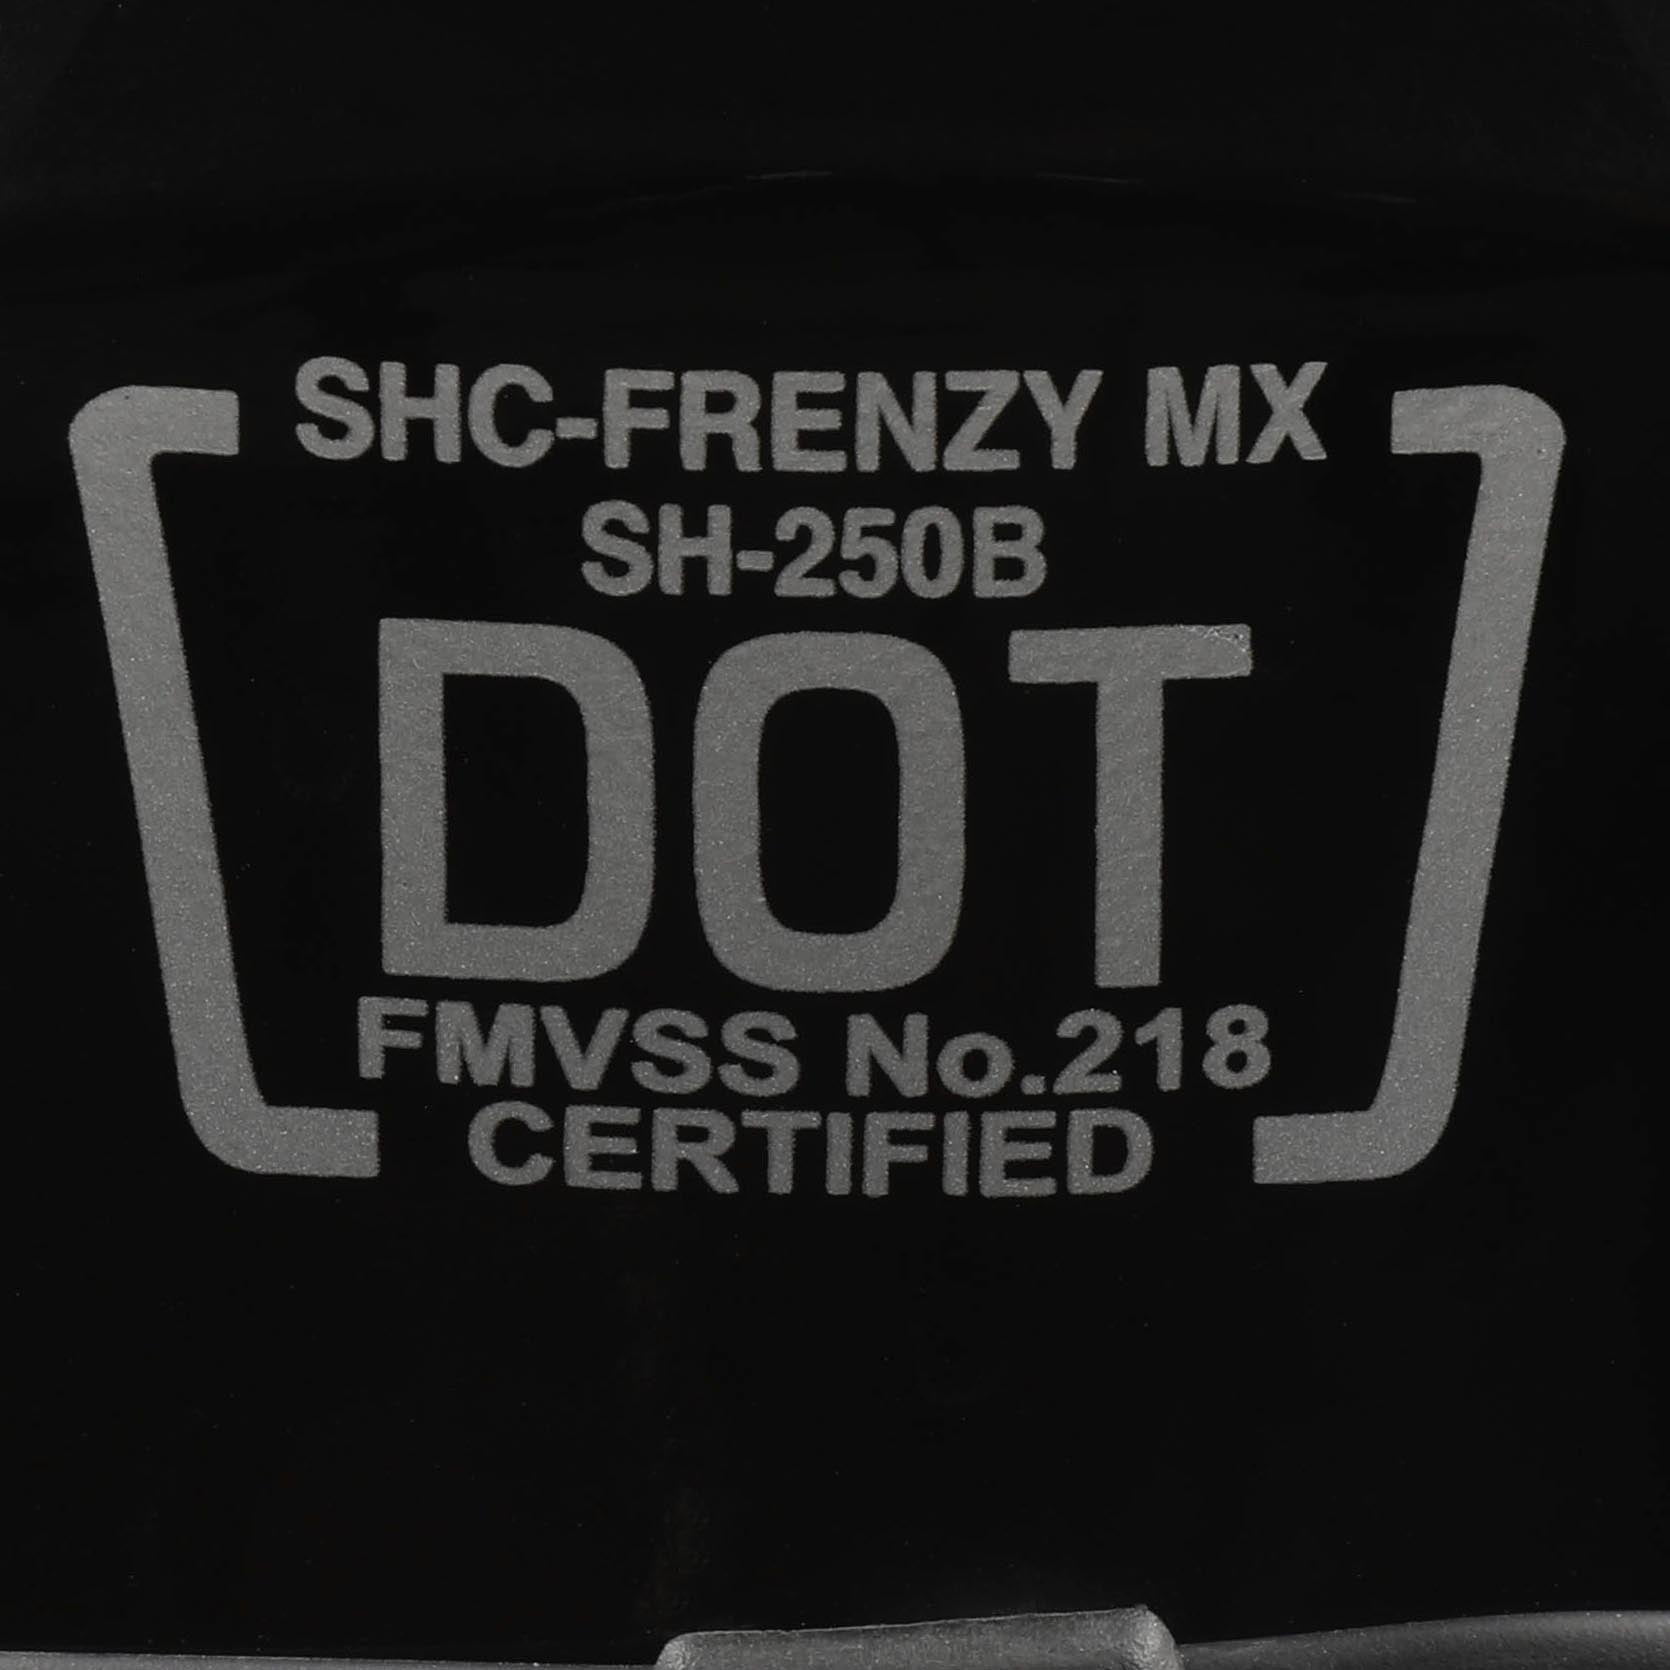 SHC-FRENZY MX
SH-250B
DOT
FMVSS No.218
CERTIFIED